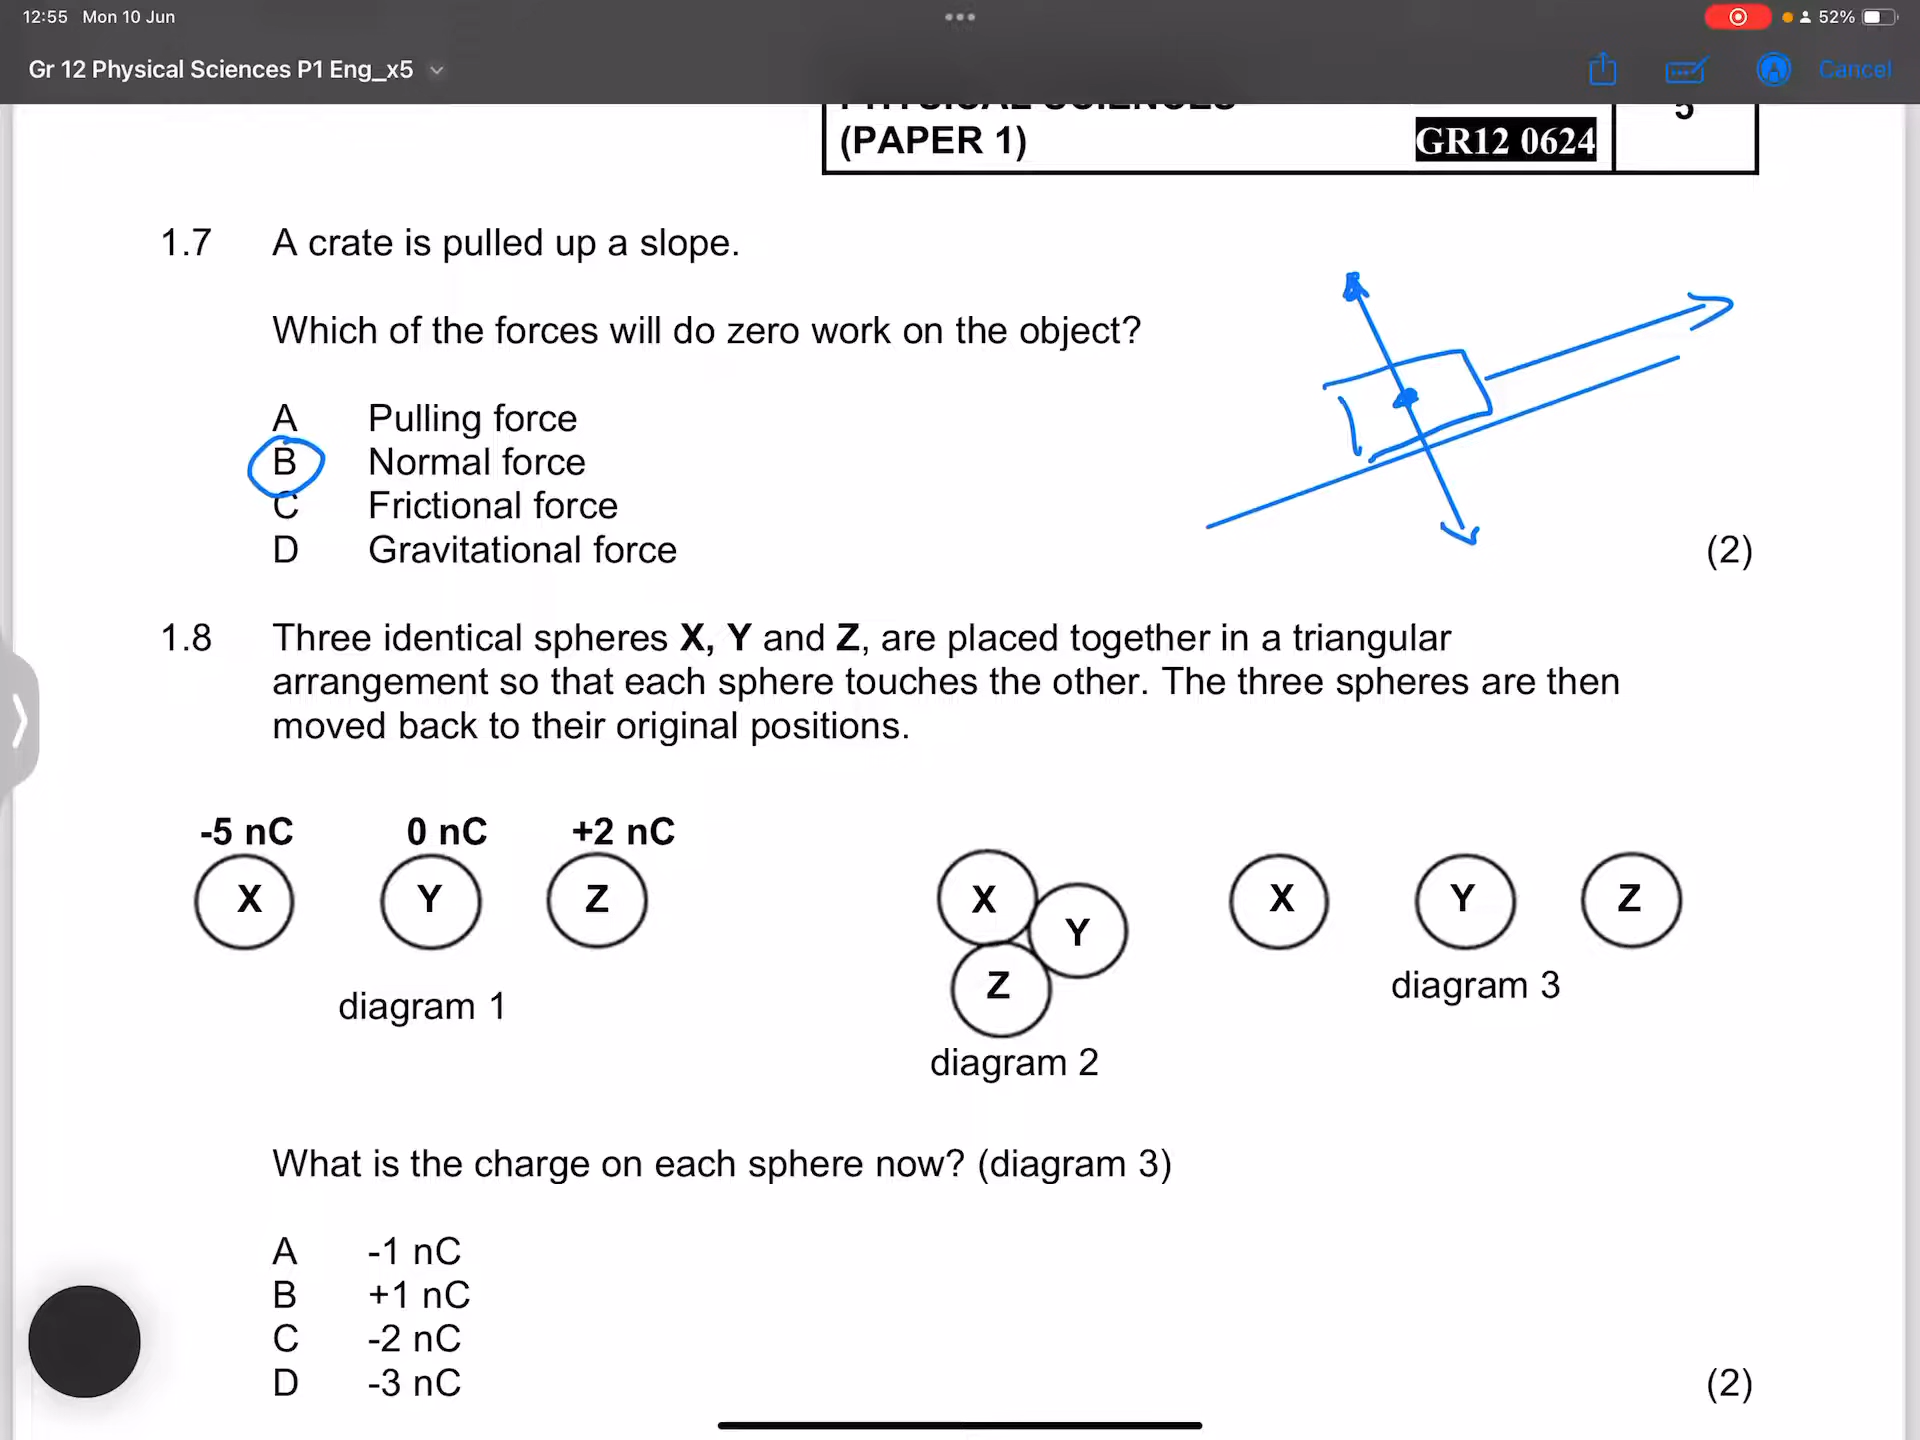 12:55 Mon 10 Jun
52%
Gr 12 Physical Sciences P1 Eng_x5
Cancel
PHYSICAL SCIENCES
5
(PAPER 1)
GR12 0624
1.7 A crate is pulled up a slope.
Which of the forces will do zero work on the object?
A Pulling force
B Normal force
C Frictional force
D Gravitational force
(2)
1.8 Three identical spheres X, Y and Z, are placed together in a triangular
arrangement so that each sphere touches the other. The three spheres are then
moved back to their original positions.
-5 nC 0 nC +2 nC
X Y Z
X Y Z
X Y Z
diagram 1
diagram 2
diagram 3
What is the charge on each sphere now? (diagram 3)
A -1 nC
B +1 nC
C -2 nC
D -3 nC
(2)